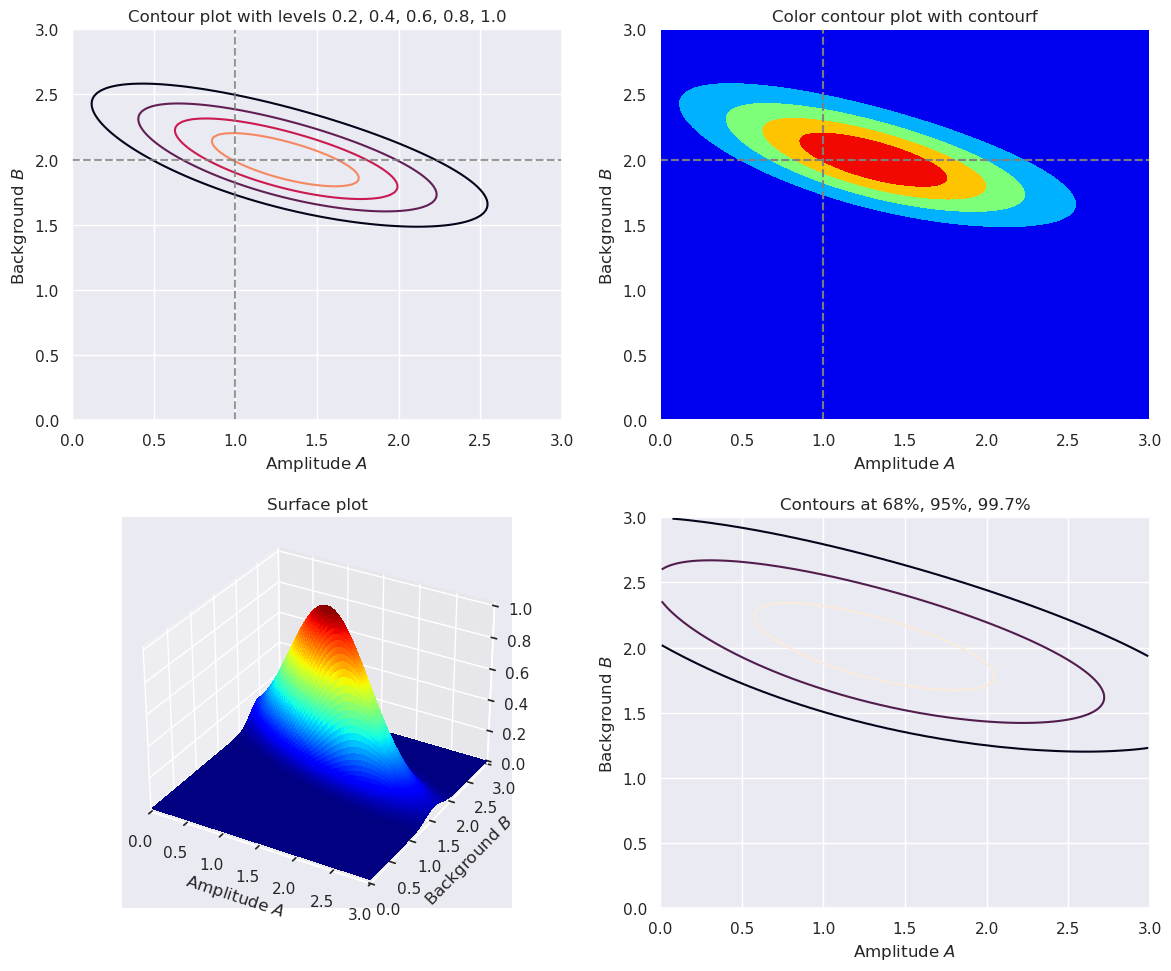 Contour plot with levels 0.2, 0.4, 0.6, 0.8, 1.0
3.0
2.5
2.0
1.5
1.0
0.5
0.0
Background B
0.0 0.5 1.0 1.5 2.0 2.5 3.0
Amplitude A
Color contour plot with contourf
3.0
2.5
2.0
1.5
1.0
0.5
0.0
Background B
0.0 0.5 1.0 1.5 2.0 2.5 3.0
Amplitude A
Surface plot
1.0
0.8
0.6
0.4
0.2
0.0
0.0 0.5 1.0 1.5 2.0 2.5 3.0
Amplitude A
0.0 0.5 1.0 1.5 2.0 2.5 3.0
Background B
Contours at 68%, 95%, 99.7%
3.0
2.5
2.0
1.5
1.0
0.5
0.0
Background B
0.0 0.5 1.0 1.5 2.0 2.5 3.0
Amplitude A